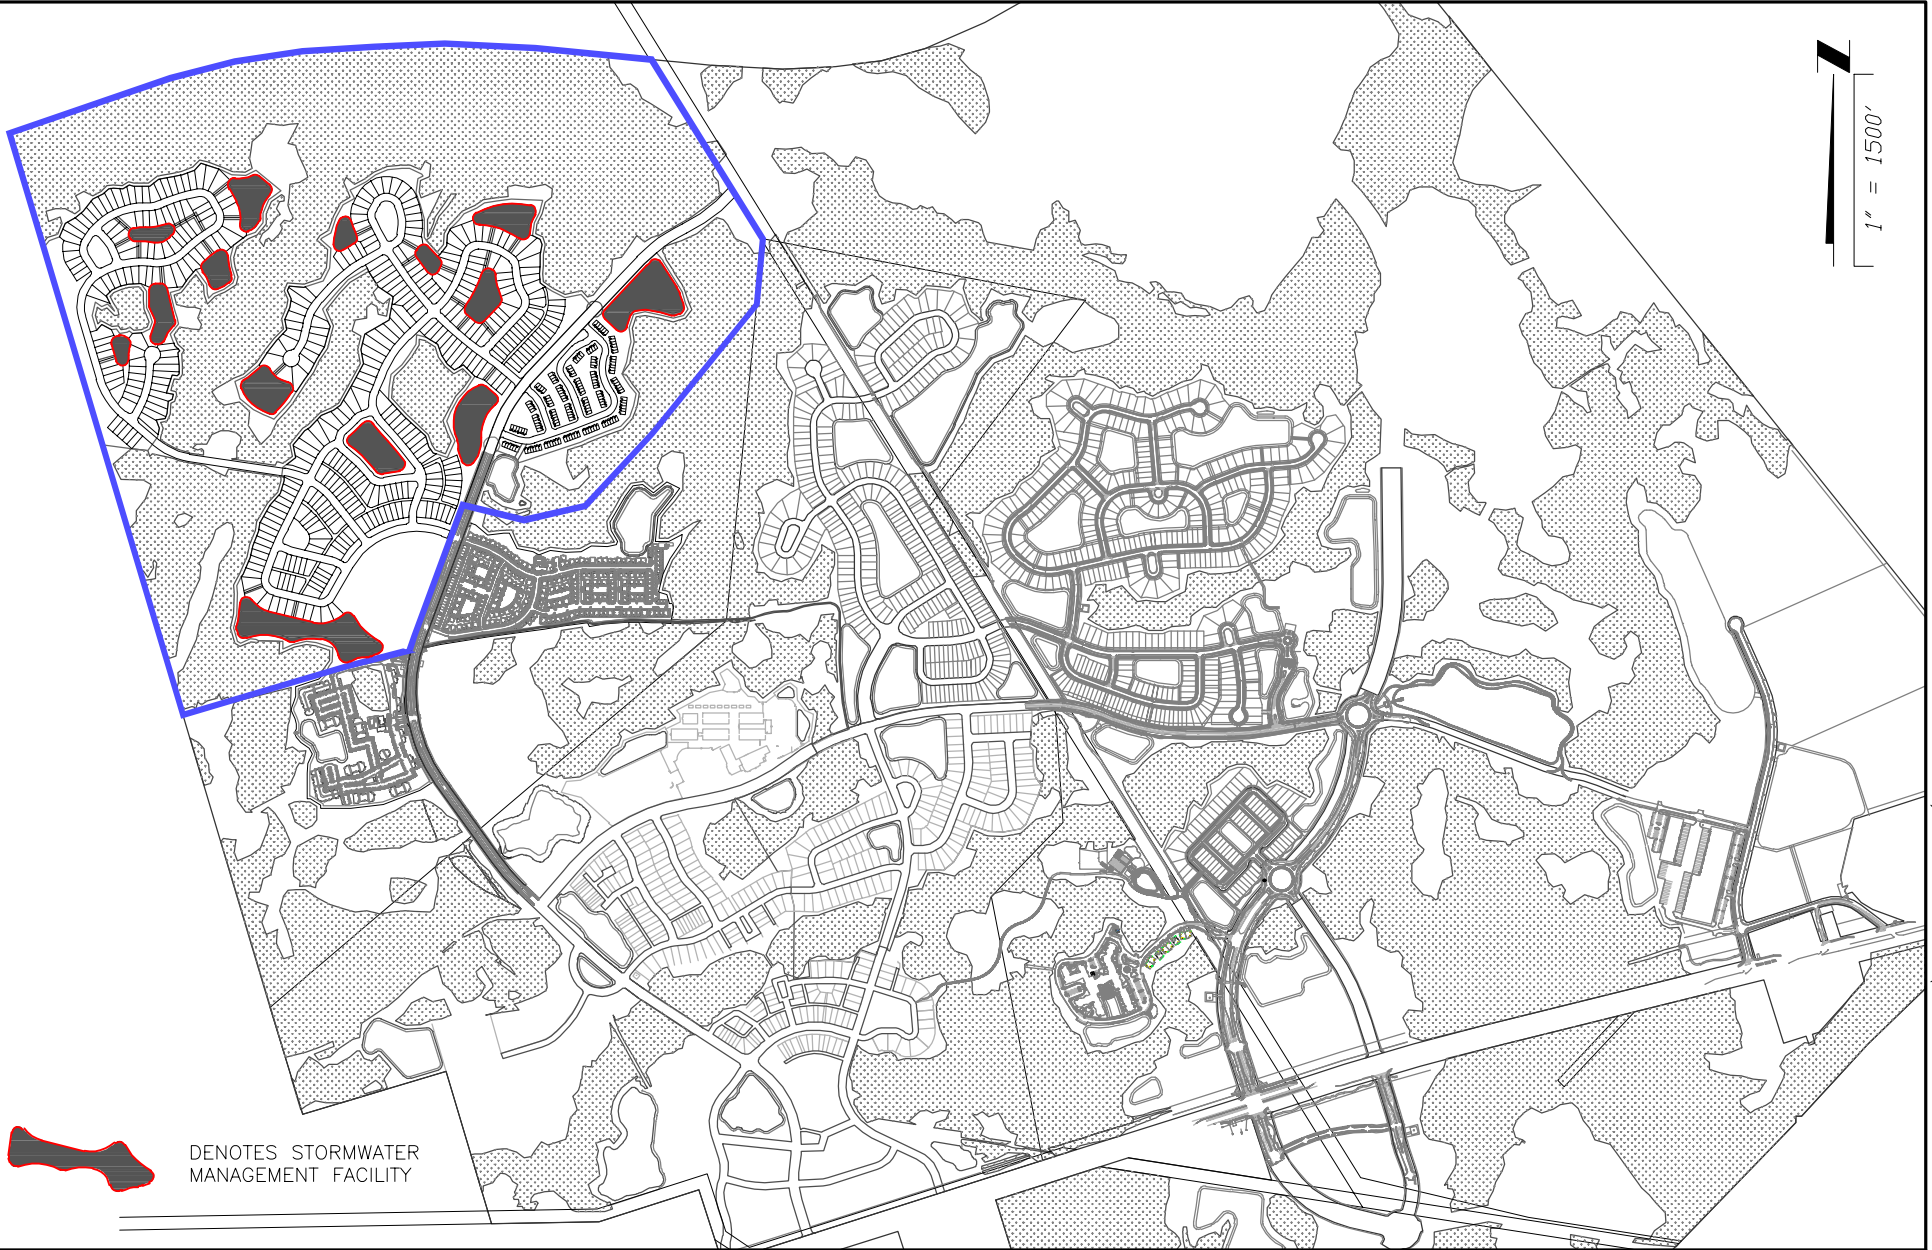 1" = 1500'
DENOTES STORMWATER
MANAGEMENT FACILITY